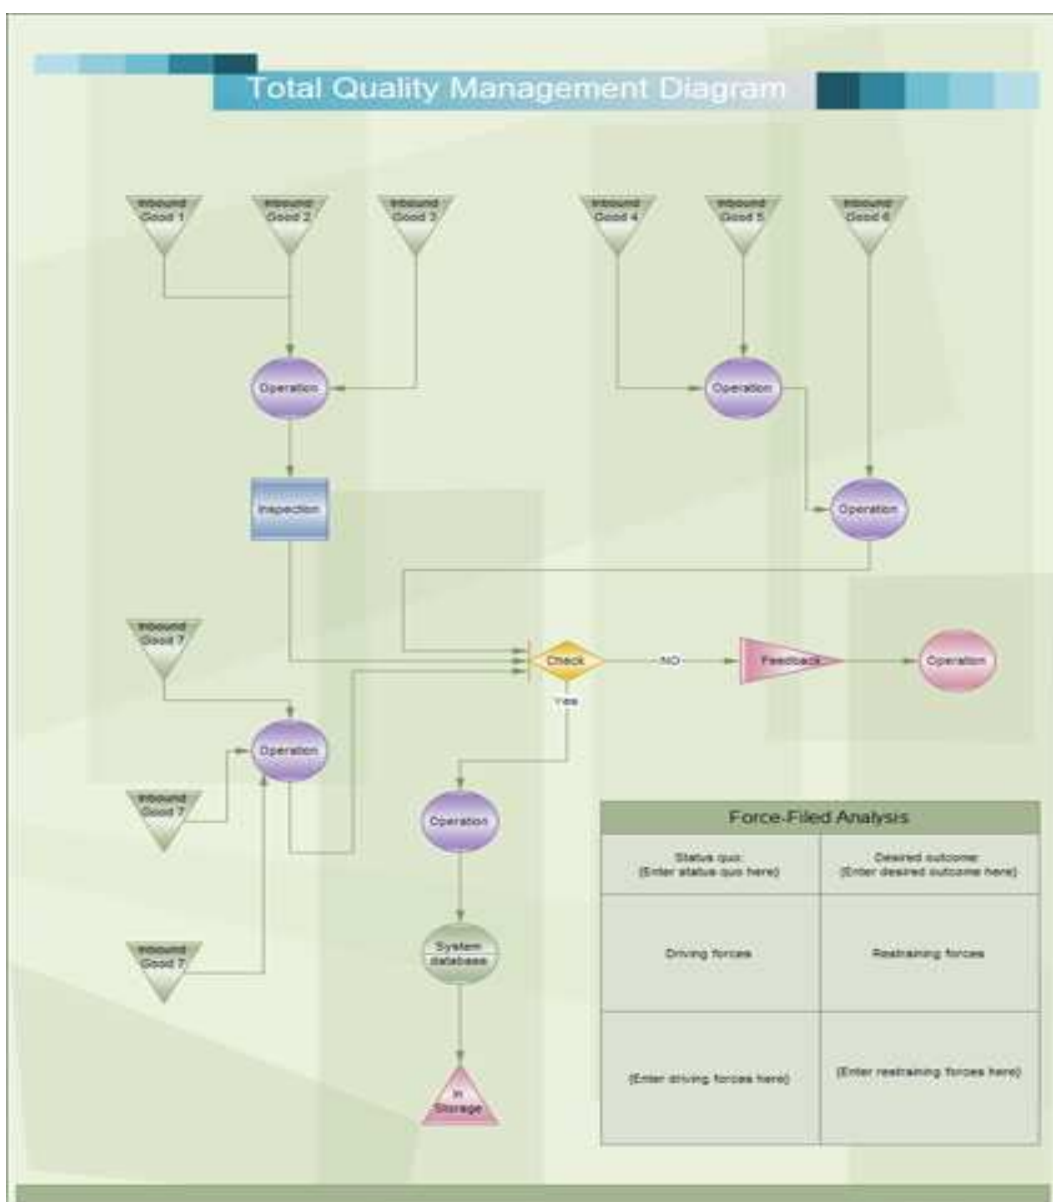 Total Quality Management Diagram
Inbound
Good 1
Inbound
Good 2
Inbound
Good 3
Inbound
Good 4
Inbound
Good 5
Inbound
Good 6
Operation
Operation
Inspection
Operation
Inbound
Good 7
Check
NO
Feedback
Operation
Yes
Operation
Inbound
Good 7
Operation
Force-Filed Analysis
Status quo:
(Enter status quo here)
Desired outcome:
(Enter desired outcome here)
Inbound
Good 7
System
database
Driving forces
Restraining forces
(Enter driving forces here)
(Enter restraining forces here)
In
Storage